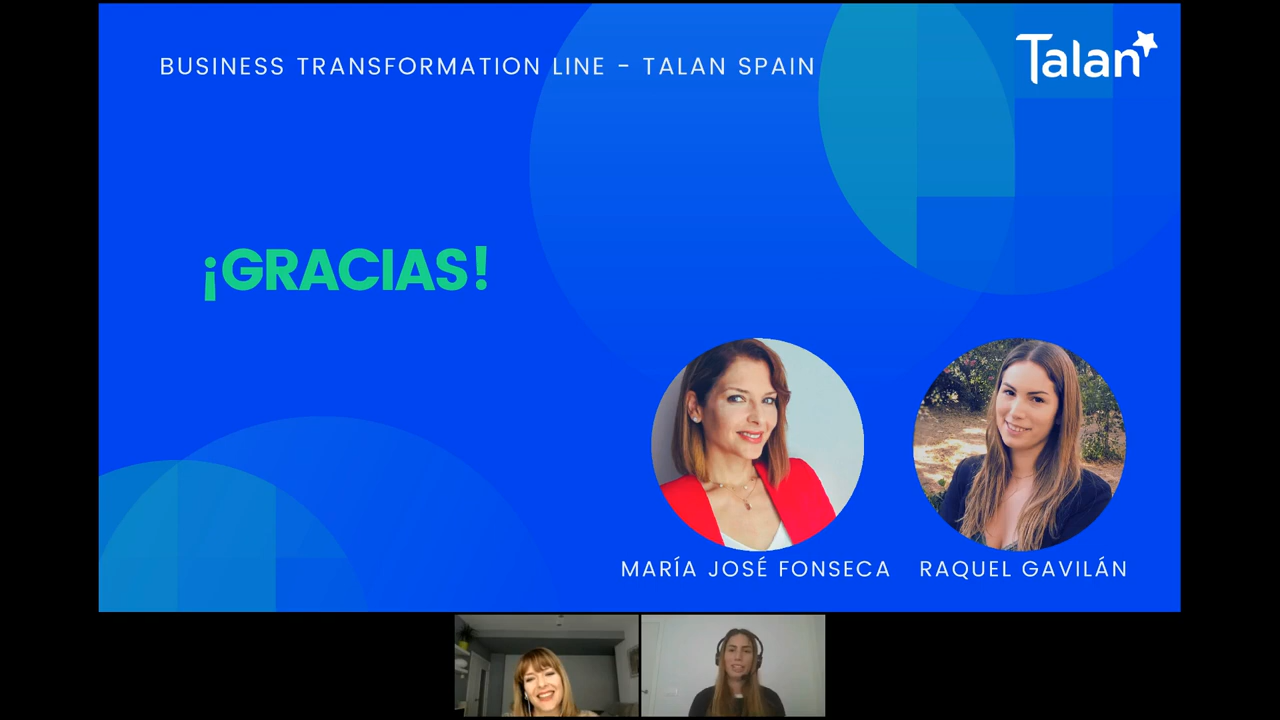 BUSINESS TRANSFORMATION LINE - TALAN SPAIN
Talan
¡GRACIAS!
MARÍA JOSÉ FONSECA
RAQUEL GAVILÁN